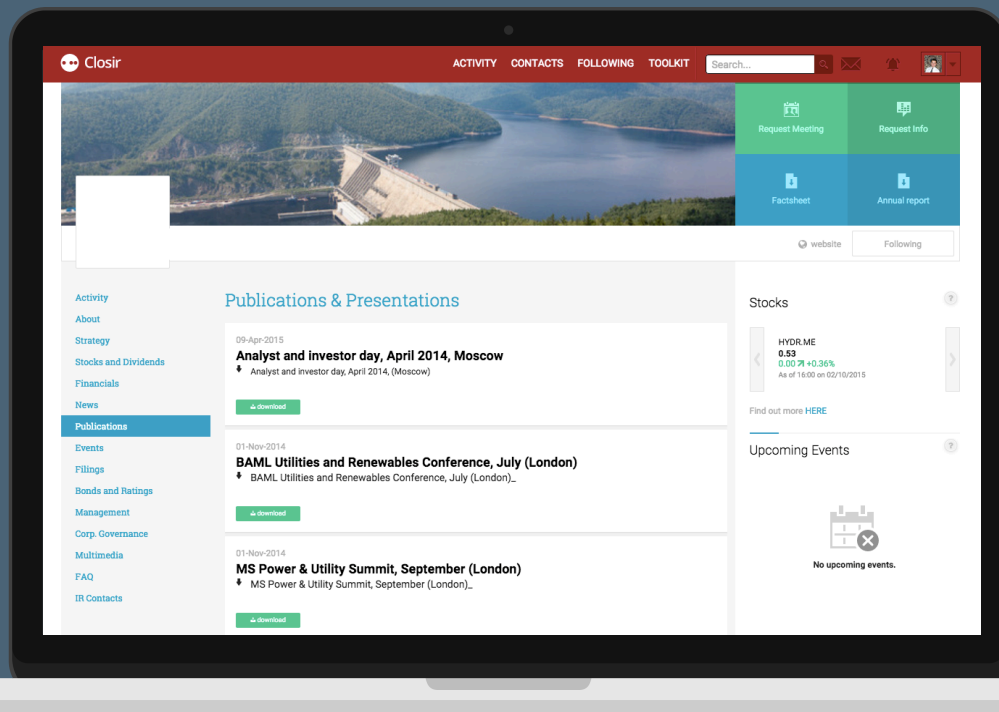 Closir
ACTIVITY CONTACTS FOLLOWING TOOLKIT Search...
Request Meeting Request Info
Factsheet Annual report
website Following
Activity
About
Strategy
Stocks and Dividends
Financials
News
Publications
Events
Filings
Bonds and Ratings
Management
Corp. Governance
Multimedia
FAQ
IR Contacts
Publications & Presentations
09-Apr-2015
Analyst and investor day, April 2014, Moscow
Analyst and investor day, April 2014, (Moscow)
download
01-Nov-2014
BAML Utilities and Renewables Conference, July (London)
BAML Utilities and Renewables Conference, July (London)_
download
01-Nov-2014
MS Power & Utility Summit, September (London)
MS Power & Utility Summit, September (London)_
download
Stocks ?
HYDR.ME
0.53
0.00 +0.36%
As of 16:00 on 02/10/2015
Find out more HERE
Upcoming Events ?
No upcoming events.